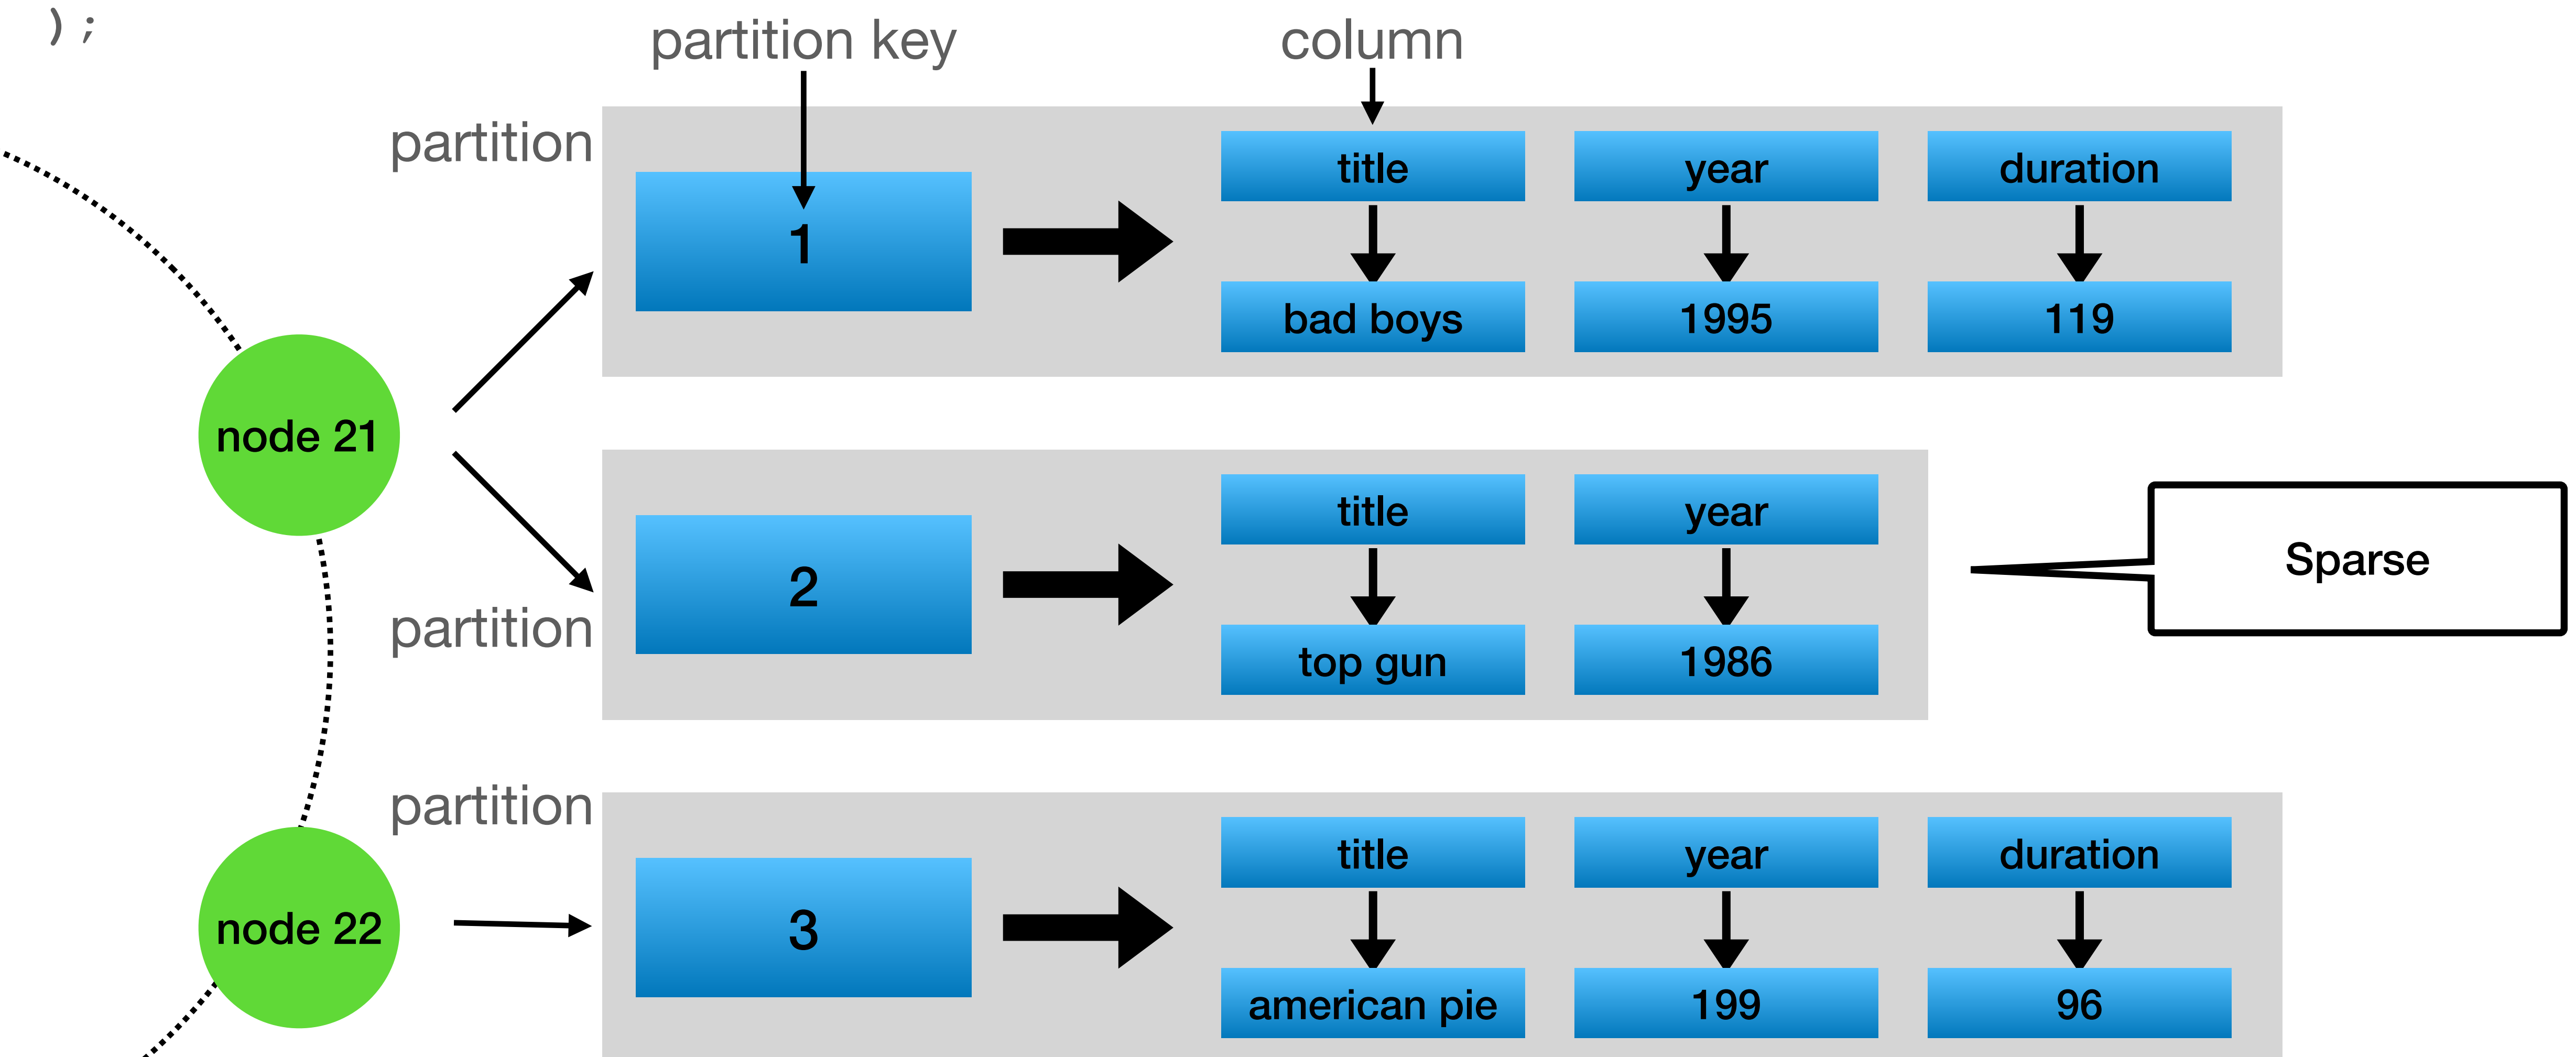 );
partition key
column
partition
title
year
duration
1
bad boys
1995
119
node 21
title
year
Sparse
2
partition
top gun
1986
partition
title
year
duration
node 22
3
american pie
199
96